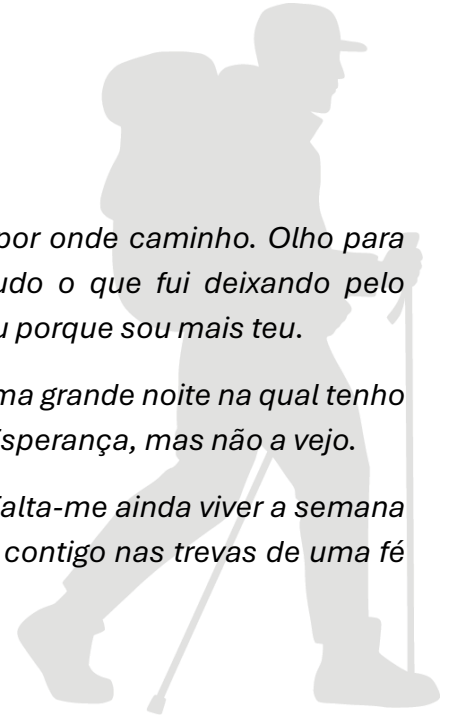 por onde caminho. Olho para
udo o que fui deixando pelo
u porque sou mais teu.
ma grande noite na qual tenho
sperança, mas não a vejo.
alta-me ainda viver a semana
contigo nas trevas de uma fé